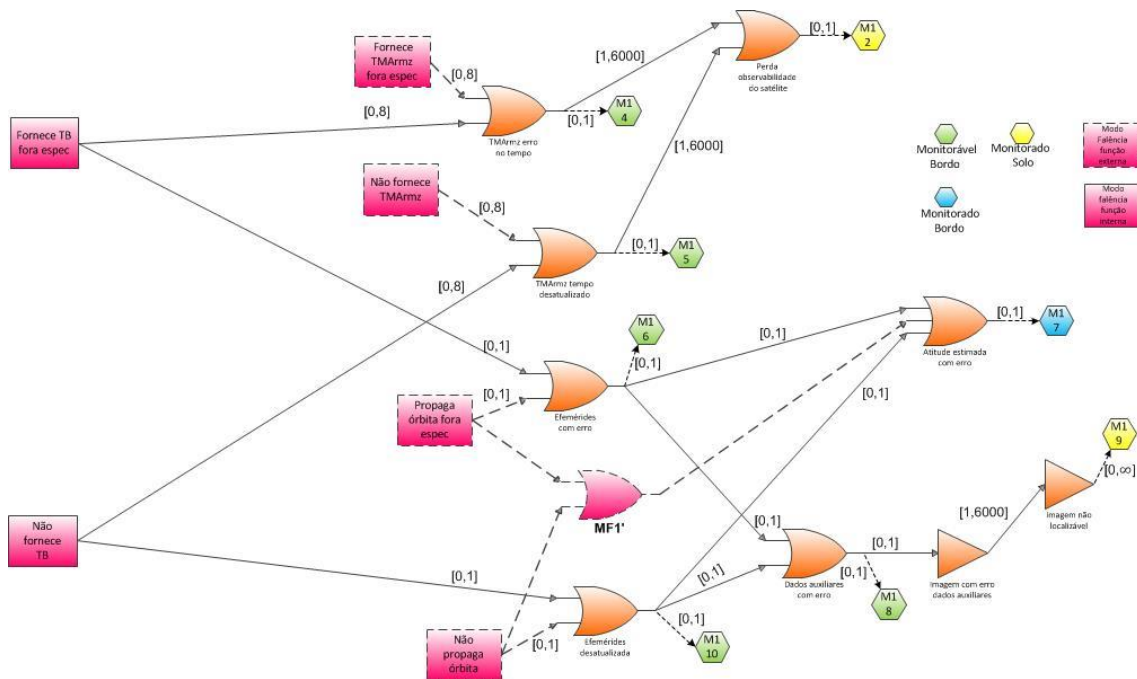 M1
2
[0,1]
Perda
observabilidade
do satélite
Fornece
TMArmz
fora espec
[0,8]
[1,6000]
[0,8]
M1
4
[0,1]
TMArmz erro
no tempo
Fornece TB
fora espec
[1,6000]
Não fornece
TMArmz
[0,8]
[0,1]
M1
5
TMArmz tempo
desatualizado
[0,8]
Monitorável
Bordo
Monitorado
Solo
Monitorado
Bordo
Modo
Falência
função
externa
Modo
falência
função
interna
M1
6
[0,1]
[0,1]
[0,1]
[0,1]
M1
7
Atitude estimada
com erro
[0,1]
[0,1]
Efemérides
com erro
Propaga
órbita fora
espec
MF1'
M1
9
[0,∞]
Imagem não
localizável
[1,6000]
Não
fornece
TB
[0,1]
[0,1]
[0,1]
[0,1]
Dados auxiliares
com erro
[0,1]
Imagem com erro
dados auxiliares
M1
8
[0,1]
Efemérides
desatualizada
[0,1]
M1
10
Não
propaga
órbita
[0,1]